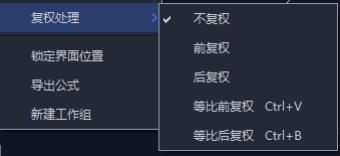 复权处理
锁定界面位置
导出公式
新建工作组
不复权
前复权
后复权
等比前复权 Ctrl+V
等比后复权 Ctrl+B